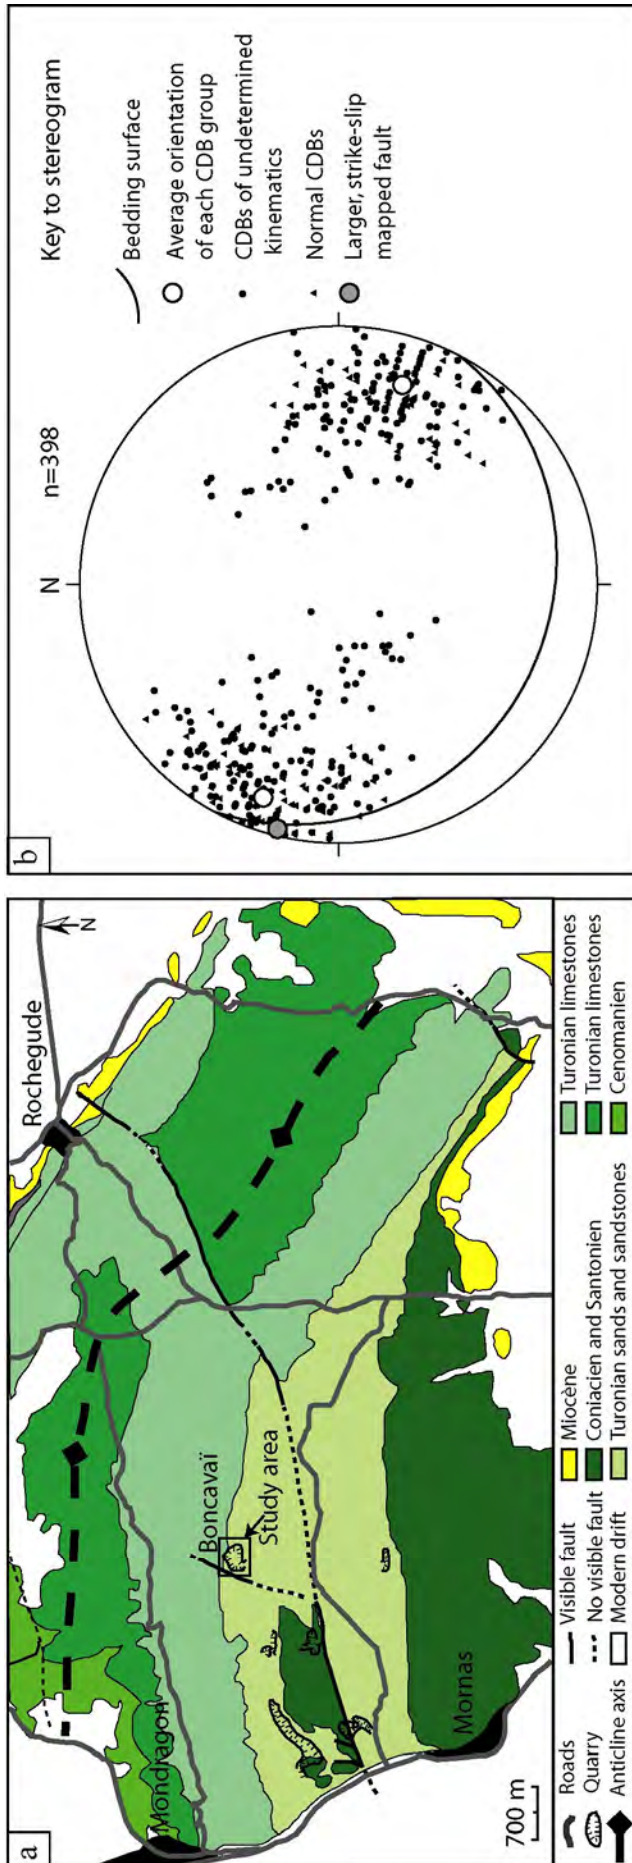 a
N
Rochegude
Mondragon
Boncavaï
Study area
Mornas
700 m
Roads
Quarry
Anticline axis
Visible fault
No visible fault
Modern drift
Miocène
Coniacien and Santonien
Turonian sands and sandstones
Turonian limestones
Turonian limestones
Cenomanien
b
N
n=398
Key to stereogram
Bedding surface
Average orientation
of each CDB group
CDBs of undetermined
kinematics
Normal CDBs
Larger, strike-slip
mapped fault